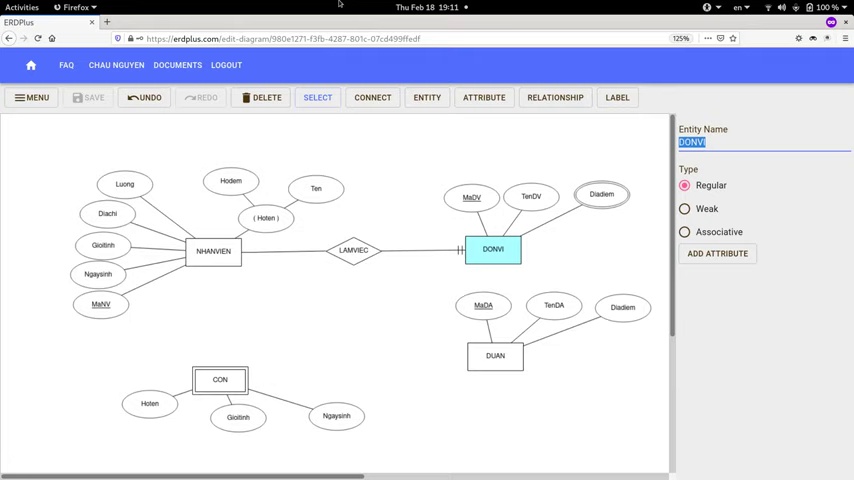 Activities Firefox Thu Feb 18 19:11 en 100 %
ERDPlus
https://erdplus.com/edit-diagram/980e1271-f3fb-4287-801c-07cd499ffedf 125%
FAQ CHAU NGUYEN DOCUMENTS LOGOUT
MENU SAVE UNDO REDO DELETE SELECT CONNECT ENTITY ATTRIBUTE RELATIONSHIP LABEL
Entity Name
DONVI
Type
Regular
Weak
Associative
ADD ATTRIBUTE
Luong
Hodem
Ten
Diachi
( Hoten )
Gioitinh
NHANVIEN
Ngaysinh
MaNV
LAMVIEC
MaDV
TenDV
Diadiem
DONVI
MaDA
TenDA
Diadiem
DUAN
CON
Hoten
Gioitinh
Ngaysinh